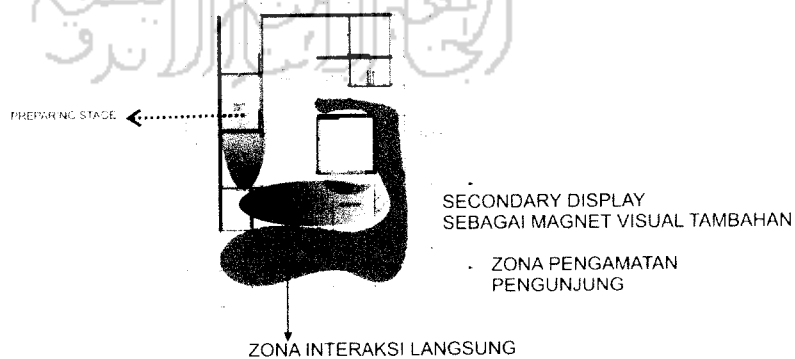 PREPARING STAGE
SECONDARY DISPLAY
SEBAGAI MAGNET VISUAL TAMBAHAN
ZONA PENGAMATAN
PENGUNJUNG
ZONA INTERAKSI LANGSUNG